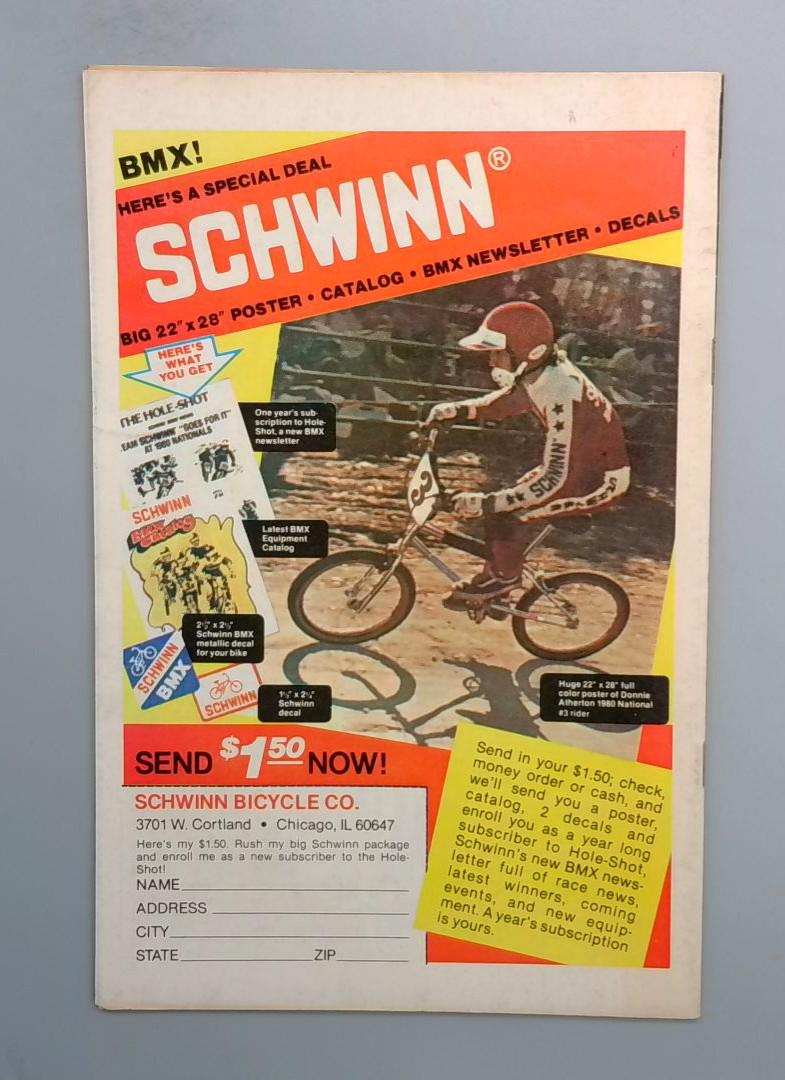 BMX!
HERE'S A SPECIAL DEAL
SCHWINN®
BIG 22" x 28" POSTER • CATALOG • BMX NEWSLETTER • DECALS
HERE'S
WHAT
YOU GET
THE HOLE-SHOT
TEAM SCHWINN "GOES FOR IT"
AT 1980 NATIONALS
One year's sub-
scription to Hole-
Shot, a new BMX
newsletter
SCHWINN
BMX
Catalog
Latest BMX
Equipment
Catalog
2½" x 2½"
Schwinn BMX
metallic decal
for your bike
SCHWINN
BMX
SCHWINN
1½" x 2½"
Schwinn
decal
3
SCHWINN
Huge 22" x 28" full
color poster of Donnie
Atherton 1980 National
#3 rider
SEND $1.50 NOW!
SCHWINN BICYCLE CO.
3701 W. Cortland • Chicago, IL 60647
Here's my $1.50. Rush my big Schwinn package
and enroll me as a new subscriber to the Hole-
Shot!
NAME
ADDRESS
CITY
STATE ZIP
Send in your $1.50; check,
money order or cash, and
we'll send you a poster,
catalog, 2 decals and
enroll you as a year long
subscriber to Hole-Shot,
Schwinn's new BMX news-
letter full of race news,
latest winners, coming
events, and new equip-
ment. A year's subscription
is yours.